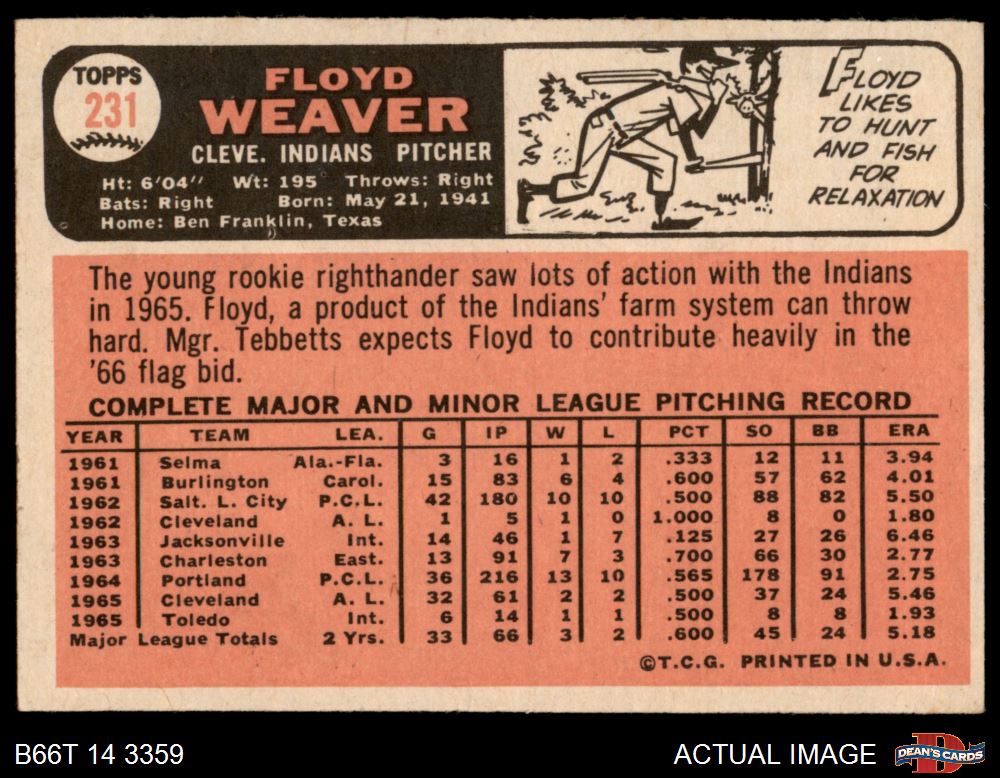 TOPPS
231
FLOYD
WEAVER
CLEVE. INDIANS PITCHER
Ht: 6'04" Wt: 195 Throws: Right
Bats: Right Born: May 21, 1941
Home: Ben Franklin, Texas
FLOYD
LIKES
TO HUNT
AND FISH
FOR
RELAXATION
The young rookie righthander saw lots of action with the Indians
in 1965. Floyd, a product of the Indians' farm system can throw
hard. Mgr. Tebbetts expects Floyd to contribute heavily in the
'66 flag bid.
COMPLETE MAJOR AND MINOR LEAGUE PITCHING RECORD
YEAR TEAM LEA. G IP W L PCT SO BB ERA
1961 Selma Ala.-Fla. 3 16 1 2 .333 12 11 3.94
1961 Burlington Carol. 15 83 6 4 .600 57 62 4.01
1962 Salt. L. City P.C.L. 42 180 10 10 .500 88 82 5.50
1962 Cleveland A. L. 1 5 1 0 1.000 8 0 1.80
1963 Jacksonville Int. 14 46 1 7 .125 27 26 6.46
1963 Charleston East. 13 91 7 3 .700 66 30 2.77
1964 Portland P.C.L. 36 216 13 10 .565 178 91 2.75
1965 Cleveland A. L. 32 61 2 2 .500 37 24 5.46
1965 Toledo Int. 6 14 1 1 .500 8 8 1.93
Major League Totals 2 Yrs. 33 66 3 2 .600 45 24 5.18
©T.C.G. PRINTED IN U.S.A.
B66T 14 3359
ACTUAL IMAGE
DEAN'S CARDS